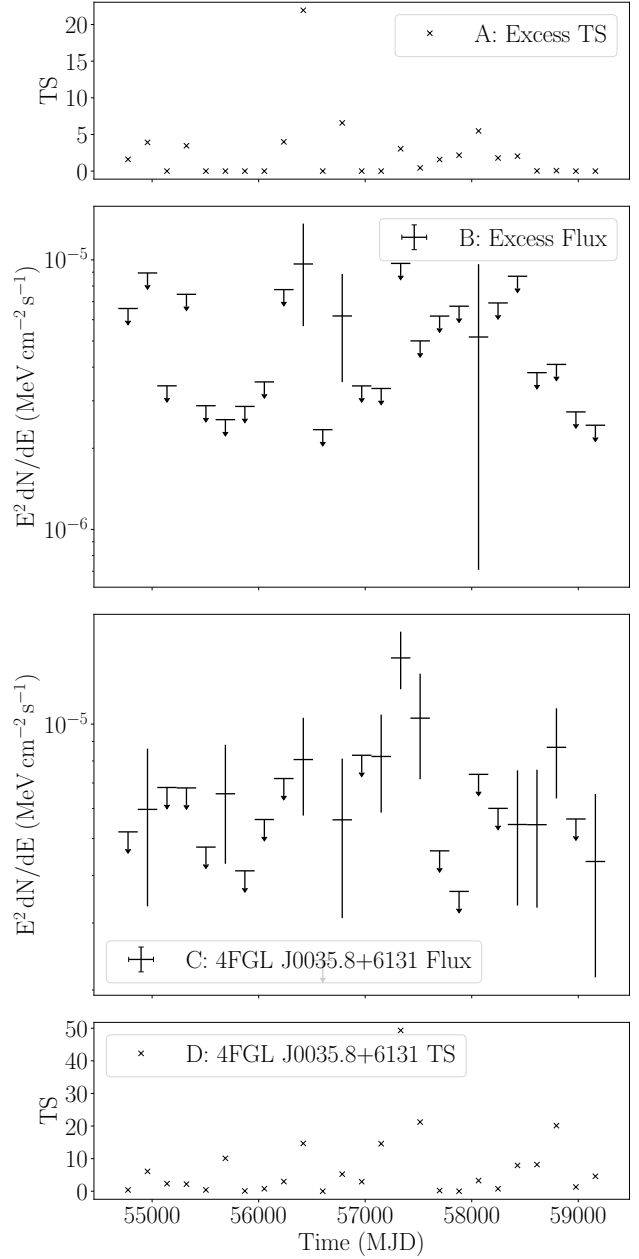 20
15
10
5
0
TS
A: Excess TS
10⁻⁵
10⁻⁶
E² dN/dE (MeV cm⁻² s⁻¹)
B: Excess Flux
10⁻⁵
E² dN/dE (MeV cm⁻² s⁻¹)
C: 4FGL J0035.8+6131 Flux
50
40
30
20
10
0
TS
D: 4FGL J0035.8+6131 TS
55000 56000 57000 58000 59000
Time (MJD)